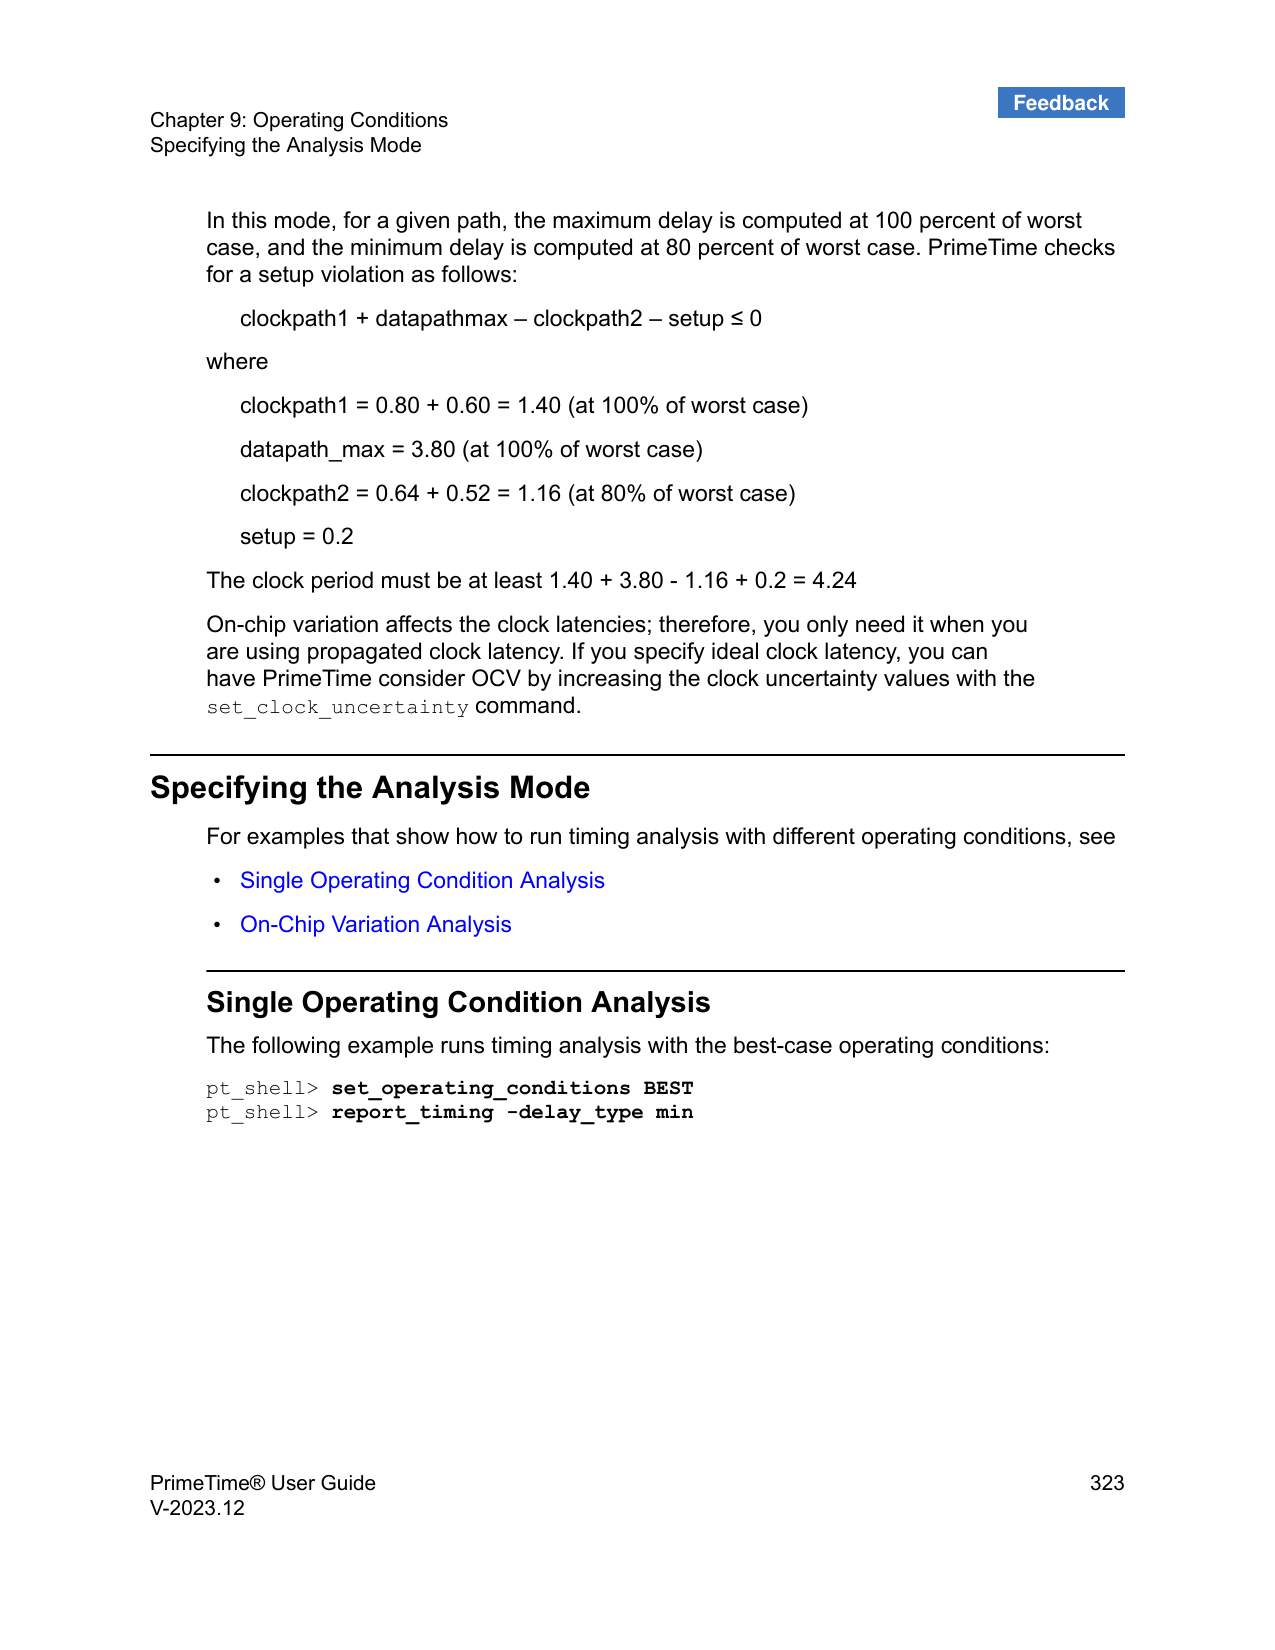 Feedback
Chapter 9: Operating Conditions
Specifying the Analysis Mode
In this mode, for a given path, the maximum delay is computed at 100 percent of worst
case, and the minimum delay is computed at 80 percent of worst case. PrimeTime checks
for a setup violation as follows:
clockpath1 + datapathmax – clockpath2 – setup ≤ 0
where
clockpath1 = 0.80 + 0.60 = 1.40 (at 100% of worst case)
datapath_max = 3.80 (at 100% of worst case)
clockpath2 = 0.64 + 0.52 = 1.16 (at 80% of worst case)
setup = 0.2
The clock period must be at least 1.40 + 3.80 - 1.16 + 0.2 = 4.24
On-chip variation affects the clock latencies; therefore, you only need it when you
are using propagated clock latency. If you specify ideal clock latency, you can
have PrimeTime consider OCV by increasing the clock uncertainty values with the
set_clock_uncertainty command.
Specifying the Analysis Mode
For examples that show how to run timing analysis with different operating conditions, see
• Single Operating Condition Analysis
• On-Chip Variation Analysis
Single Operating Condition Analysis
The following example runs timing analysis with the best-case operating conditions:
pt_shell> set_operating_conditions BEST
pt_shell> report_timing -delay_type min
PrimeTime® User Guide 323
V-2023.12